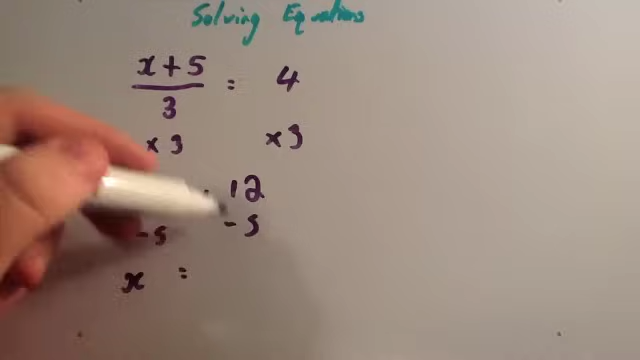 Solving Equations
x + 5 / 3 = 4
× 3 × 3
12
- 5 - 5
x =